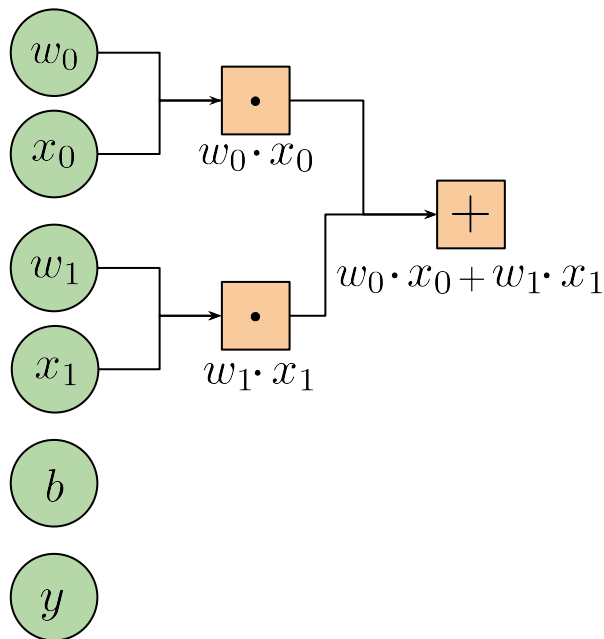 w₀
x₀
·
w₀ · x₀
w₁
x₁
·
w₁ · x₁
+
w₀ · x₀ + w₁ · x₁
b
y